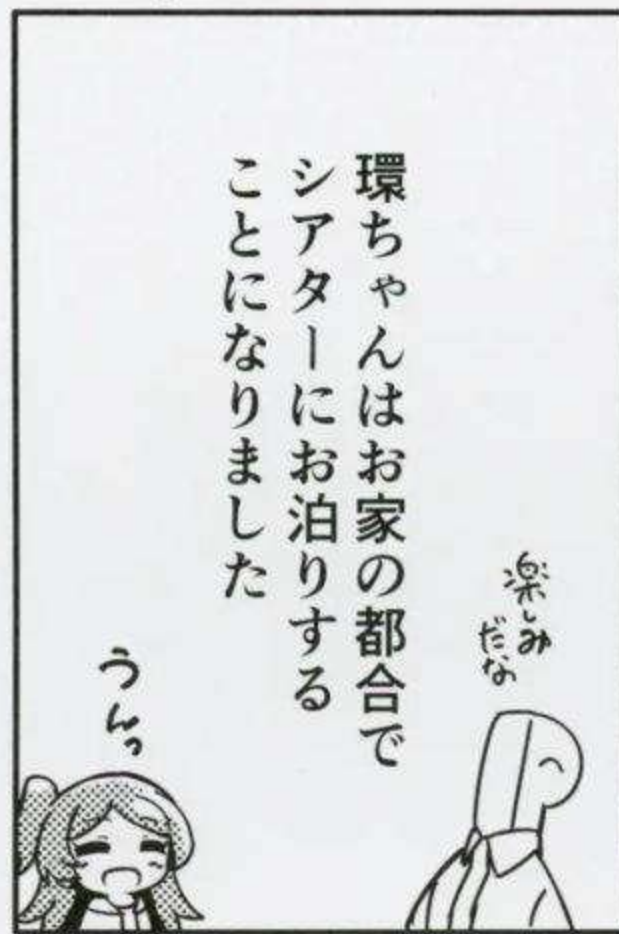 環ちゃんはお家の都合で
シアターにお泊りする
ことになりました
楽しみ
だな
うんっ